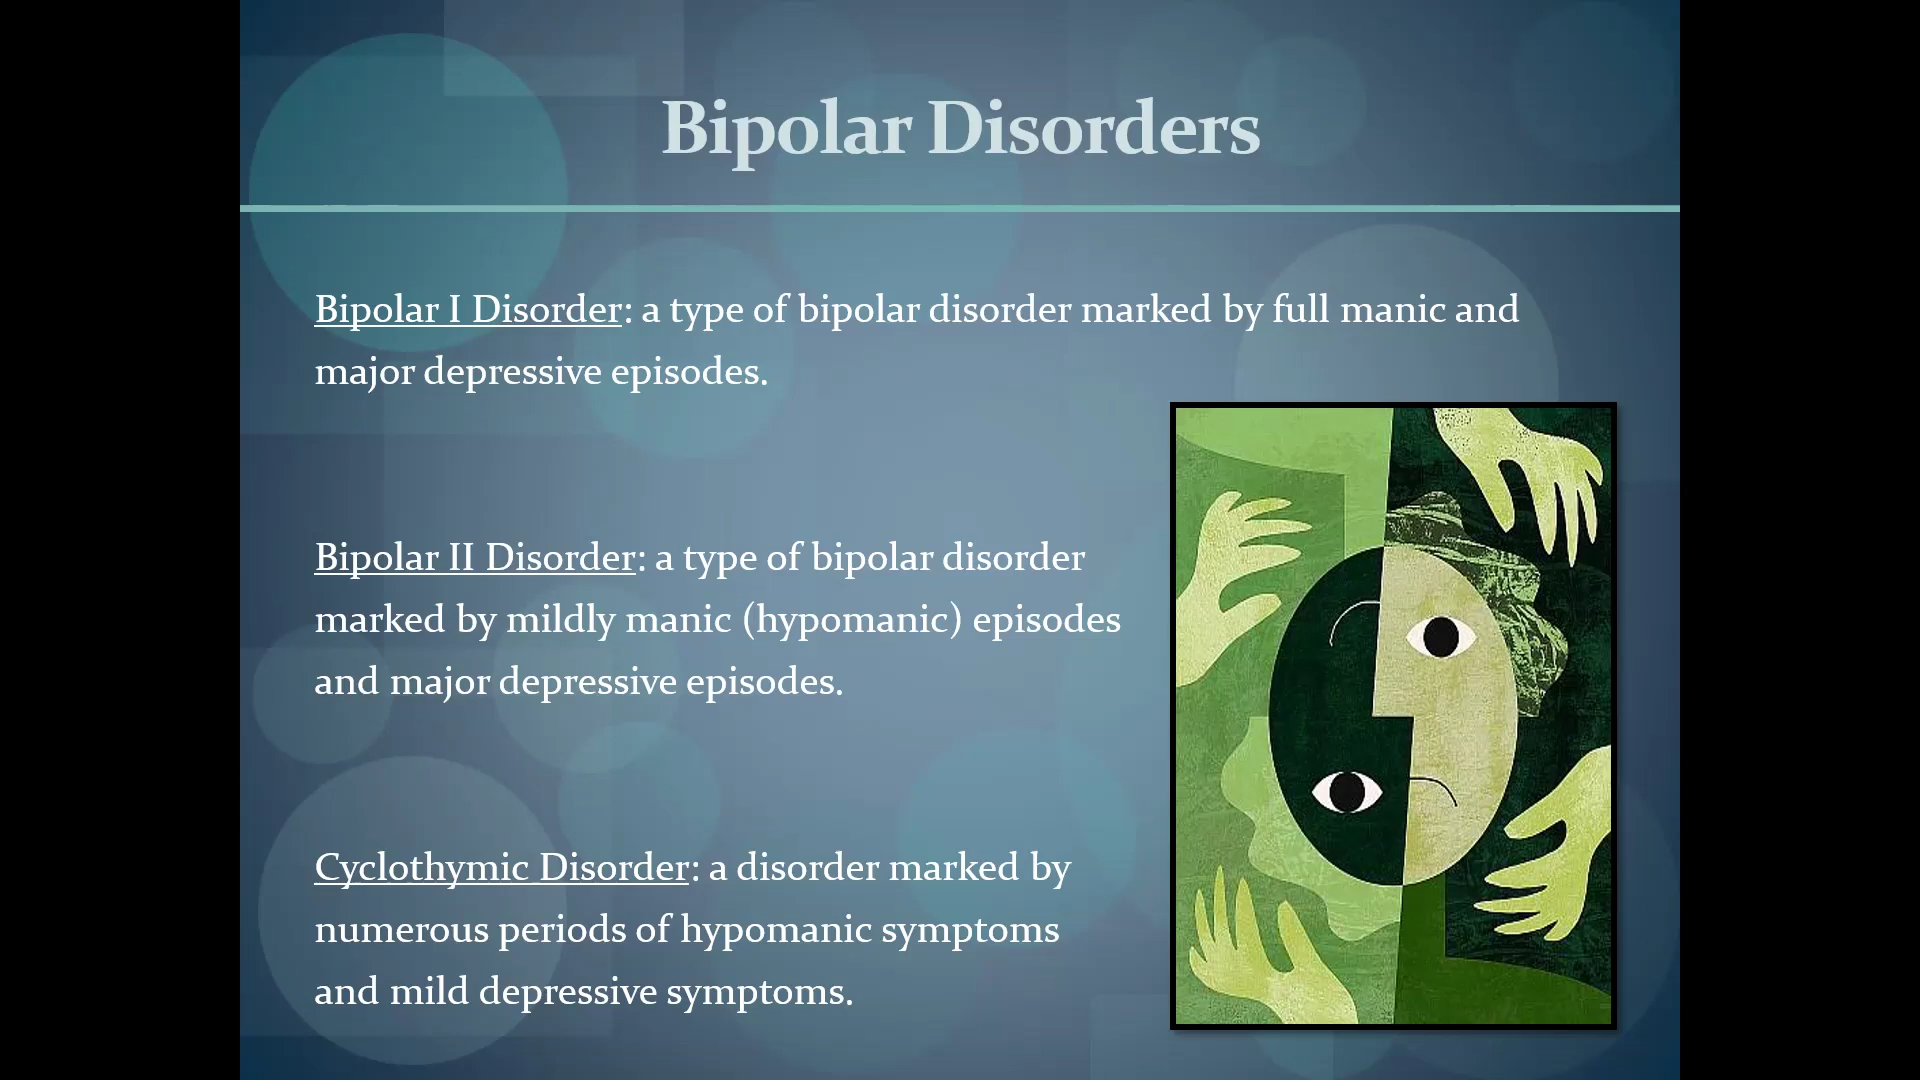 Bipolar Disorders
Bipolar I Disorder: a type of bipolar disorder marked by full manic and
major depressive episodes.
Bipolar II Disorder: a type of bipolar disorder
marked by mildly manic (hypomanic) episodes
and major depressive episodes.
Cyclothymic Disorder: a disorder marked by
numerous periods of hypomanic symptoms
and mild depressive symptoms.